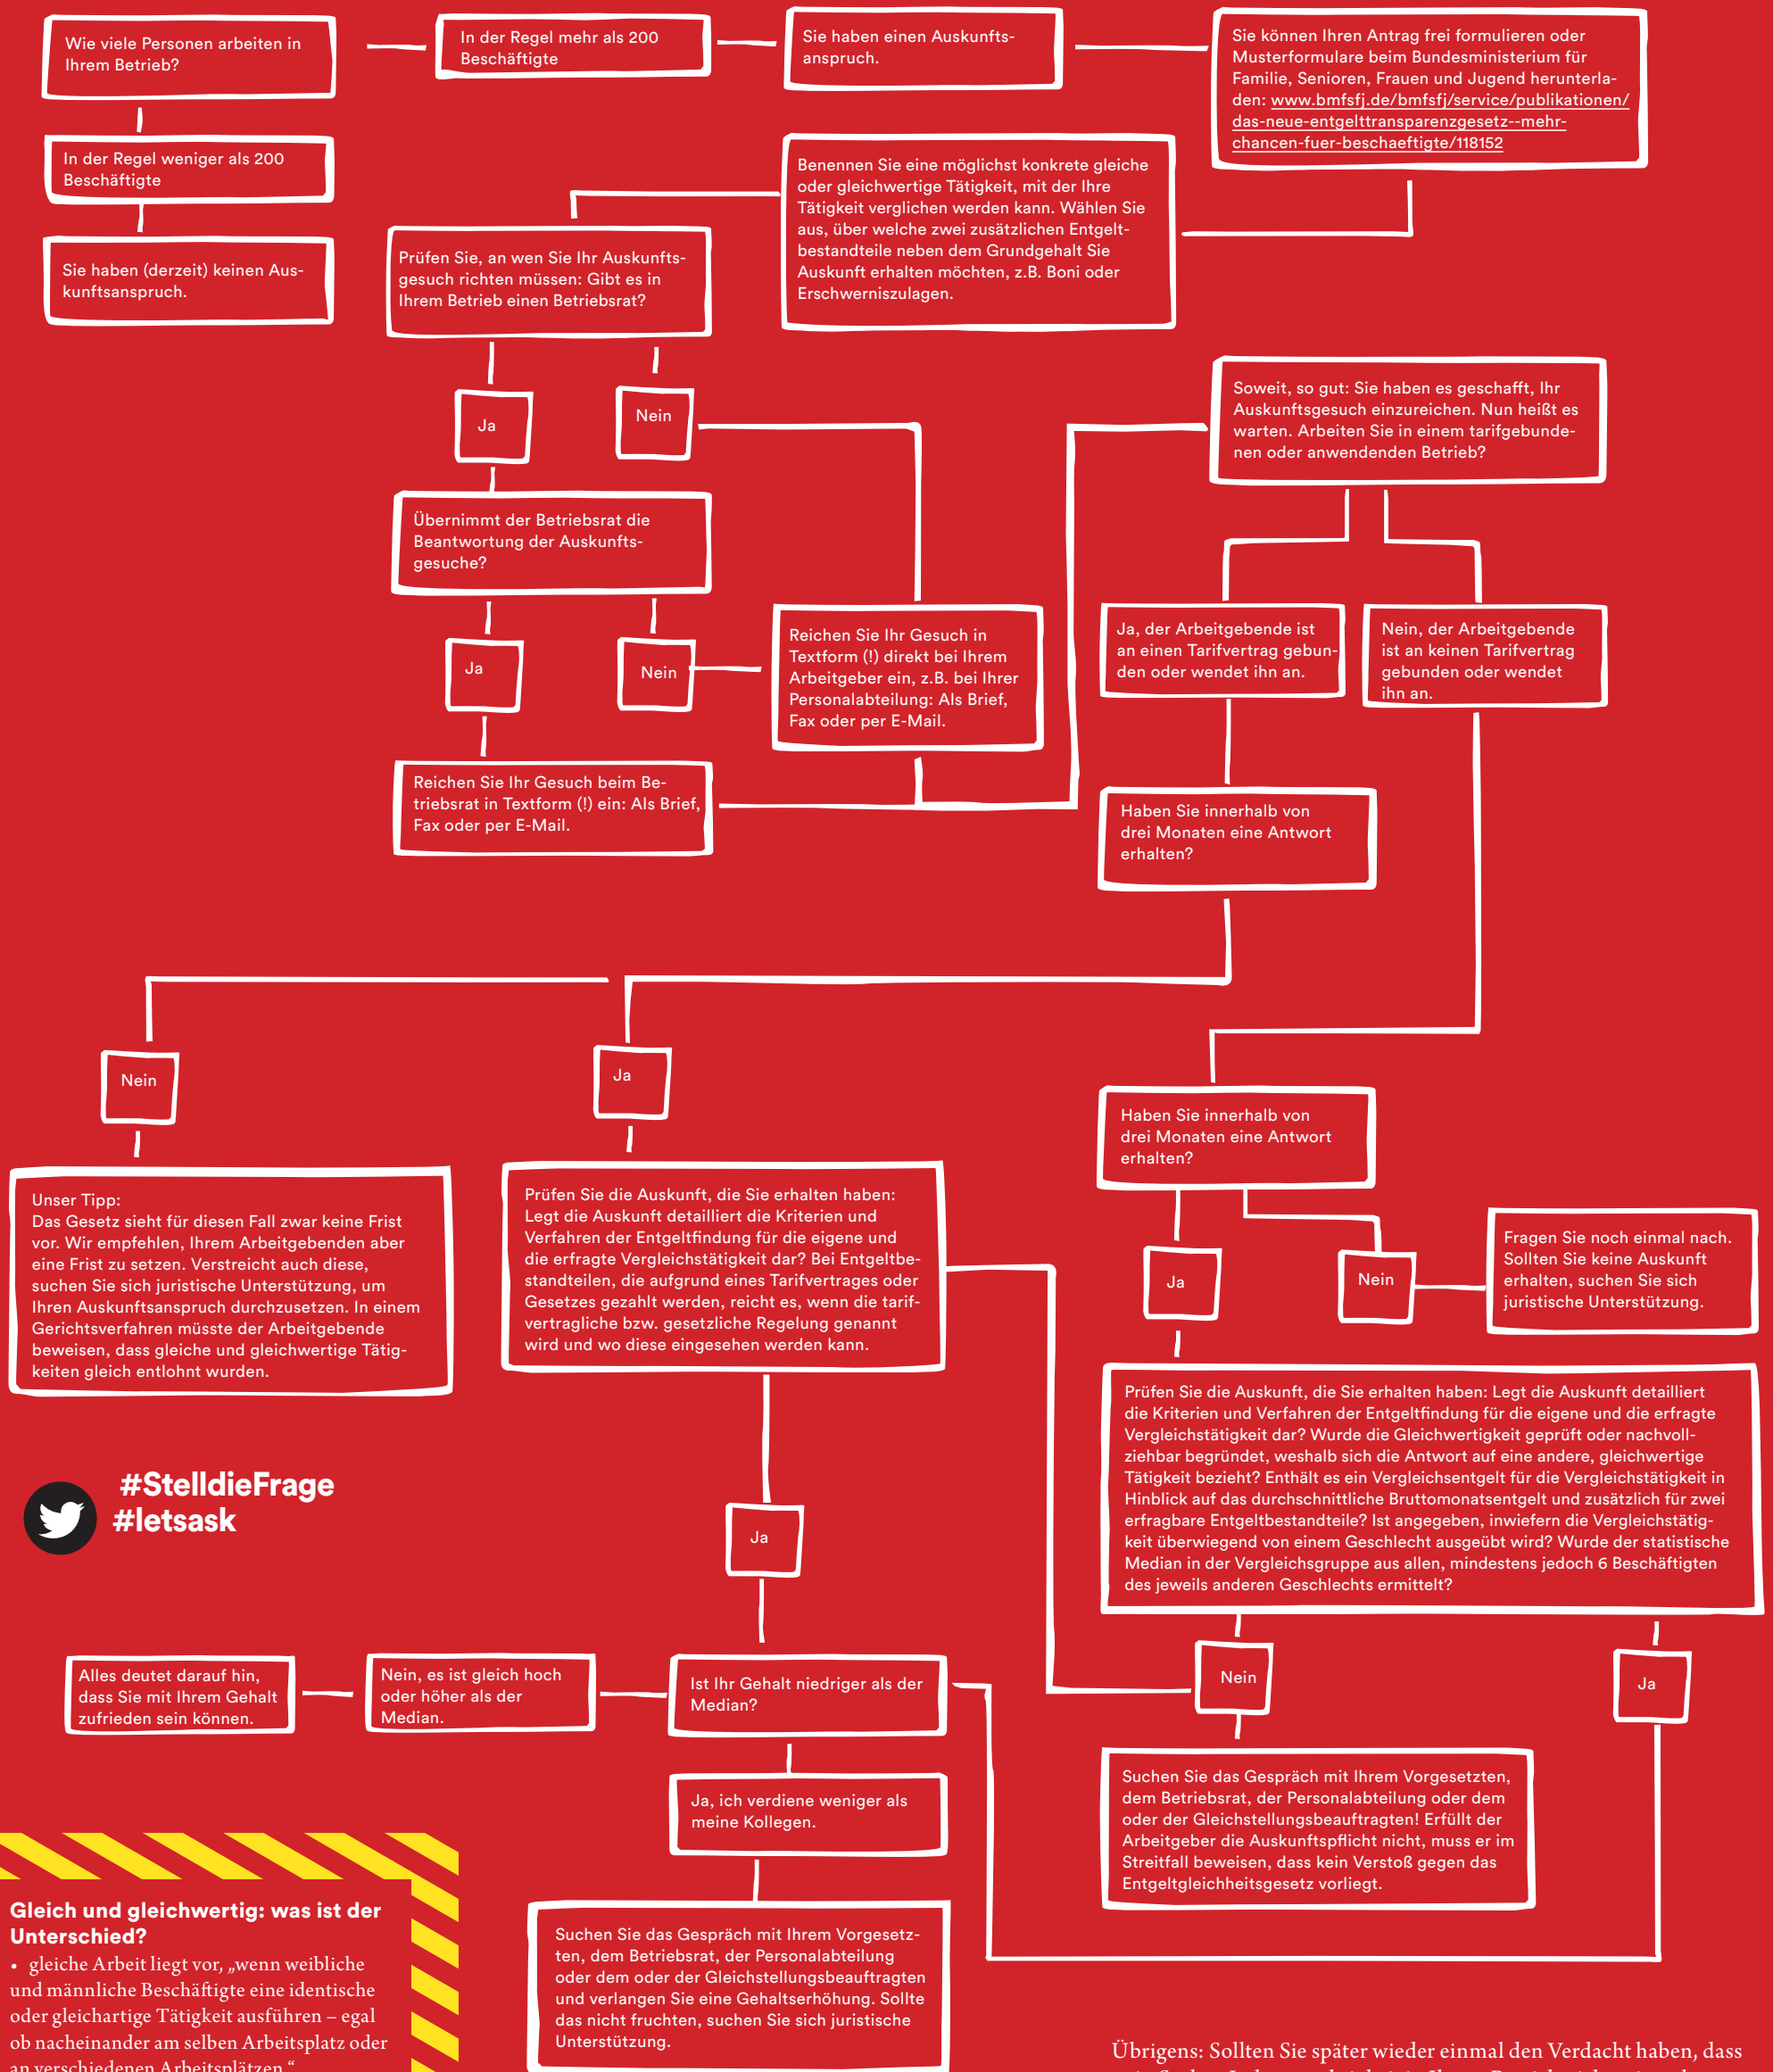 Wie viele Personen arbeiten in
Ihrem Betrieb?
In der Regel mehr als 200
Beschäftigte
Sie haben einen Auskunfts-
anspruch.
Sie können Ihren Antrag frei formulieren oder
Musterformulare beim Bundesministerium für
Familie, Senioren, Frauen und Jugend herunterla-
den: www.bmfsfj.de/bmfsfj/service/publikationen/
das-neue-entgelttransparenzgesetz--mehr-
chancen-fuer-beschaeftigte/118152
In der Regel weniger als 200
Beschäftigte
Sie haben (derzeit) keinen Aus-
kunftsanspruch.
Benennen Sie eine möglichst konkrete gleiche
oder gleichwertige Tätigkeit, mit der Ihre
Tätigkeit verglichen werden kann. Wählen Sie
aus, über welche zwei zusätzlichen Entgelt-
bestandteile neben dem Grundgehalt Sie
Auskunft erhalten möchten, z.B. Boni oder
Erschwerniszulagen.
Prüfen Sie, an wen Sie Ihr Auskunfts-
gesuch richten müssen: Gibt es in
Ihrem Betrieb einen Betriebsrat?
Ja
Nein
Übernimmt der Betriebsrat die
Beantwortung der Auskunfts-
gesuche?
Ja
Nein
Reichen Sie Ihr Gesuch in
Textform (!) direkt bei Ihrem
Arbeitgeber ein, z.B. bei Ihrer
Personalabteilung: Als Brief,
Fax oder per E-Mail.
Reichen Sie Ihr Gesuch beim Be-
triebsrat in Textform (!) ein: Als Brief,
Fax oder per E-Mail.
Soweit, so gut: Sie haben es geschafft, Ihr
Auskunftsgesuch einzureichen. Nun heißt es
warten. Arbeiten Sie in einem tarifgebunde-
nen oder anwendenden Betrieb?
Ja, der Arbeitgebende ist
an einen Tarifvertrag gebun-
den oder wendet ihn an.
Nein, der Arbeitgebende
ist an keinen Tarifvertrag
gebunden oder wendet
ihn an.
Haben Sie innerhalb von
drei Monaten eine Antwort
erhalten?
Nein
Ja
Unser Tipp:
Das Gesetz sieht für diesen Fall zwar keine Frist
vor. Wir empfehlen, Ihrem Arbeitgebenden aber
eine Frist zu setzen. Verstreicht auch diese,
suchen Sie sich juristische Unterstützung, um
Ihren Auskunftsanspruch durchzusetzen. In einem
Gerichtsverfahren müsste der Arbeitgebende
beweisen, dass gleiche und gleichwertige Tätig-
keiten gleich entlohnt wurden.
Prüfen Sie die Auskunft, die Sie erhalten haben:
Legt die Auskunft detailliert die Kriterien und
Verfahren der Entgeltfindung für die eigene und
die erfragte Vergleichstätigkeit dar? Bei Entgeltbe-
standteilen, die aufgrund eines Tarifvertrages oder
Gesetzes gezahlt werden, reicht es, wenn die tarif-
vertragliche bzw. gesetzliche Regelung genannt
wird und wo diese eingesehen werden kann.
Haben Sie innerhalb von
drei Monaten eine Antwort
erhalten?
Ja
Nein
Fragen Sie noch einmal nach.
Sollten Sie keine Auskunft
erhalten, suchen Sie sich
juristische Unterstützung.
Prüfen Sie die Auskunft, die Sie erhalten haben: Legt die Auskunft detailliert
die Kriterien und Verfahren der Entgeltfindung für die eigene und die erfragte
Vergleichstätigkeit dar? Wurde die Gleichwertigkeit geprüft oder nachvoll-
ziehbar begründet, weshalb sich die Antwort auf eine andere, gleichwertige
Tätigkeit bezieht? Enthält es ein Vergleichsentgelt für die Vergleichstätigkeit in
Hinblick auf das durchschnittliche Bruttomonatsentgelt und zusätzlich für zwei
erfragbare Entgeltbestandteile? Ist angegeben, inwiefern die Vergleichstätig-
keit überwiegend von einem Geschlecht ausgeübt wird? Wurde der statistische
Median in der Vergleichsgruppe aus allen, mindestens jedoch 6 Beschäftigten
des jeweils anderen Geschlechts ermittelt?
#StelldieFrage
#letsask
Ja
Alles deutet darauf hin,
dass Sie mit Ihrem Gehalt
zufrieden sein können.
Nein, es ist gleich hoch
oder höher als der
Median.
Ist Ihr Gehalt niedriger als der
Median?
Nein
Ja
Ja, ich verdiene weniger als
meine Kollegen.
Suchen Sie das Gespräch mit Ihrem Vorgesetzten,
dem Betriebsrat, der Personalabteilung oder dem
oder der Gleichstellungsbeauftragten! Erfüllt der
Arbeitgeber die Auskunftspflicht nicht, muss er im
Streitfall beweisen, dass kein Verstoß gegen das
Entgeltgleichheitsgesetz vorliegt.
Suchen Sie das Gespräch mit Ihrem Vorgesetz-
ten, dem Betriebsrat, der Personalabteilung
oder dem oder der Gleichstellungsbeauftragten
und verlangen Sie eine Gehaltserhöhung. Sollte
das nicht fruchten, suchen Sie sich juristische
Unterstützung.
Gleich und gleichwertig: was ist der
Unterschied?
• gleiche Arbeit liegt vor, „wenn weibliche
und männliche Beschäftigte eine identische
oder gleichartige Tätigkeit ausführen – egal
ob nacheinander am selben Arbeitsplatz oder
an verschiedenen Arbeitsplätzen.“
Übrigens: Sollten Sie später wieder einmal den Verdacht haben, dass